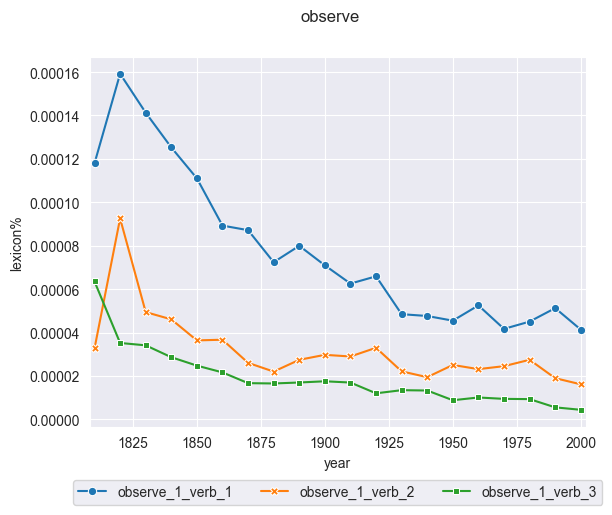 observe
0.00016
0.00014
0.00012
0.00010
0.00008
0.00006
0.00004
0.00002
0.00000
lexicon%
1825 1850 1875 1900 1925 1950 1975 2000
year
observe_1_verb_1 observe_1_verb_2 observe_1_verb_3